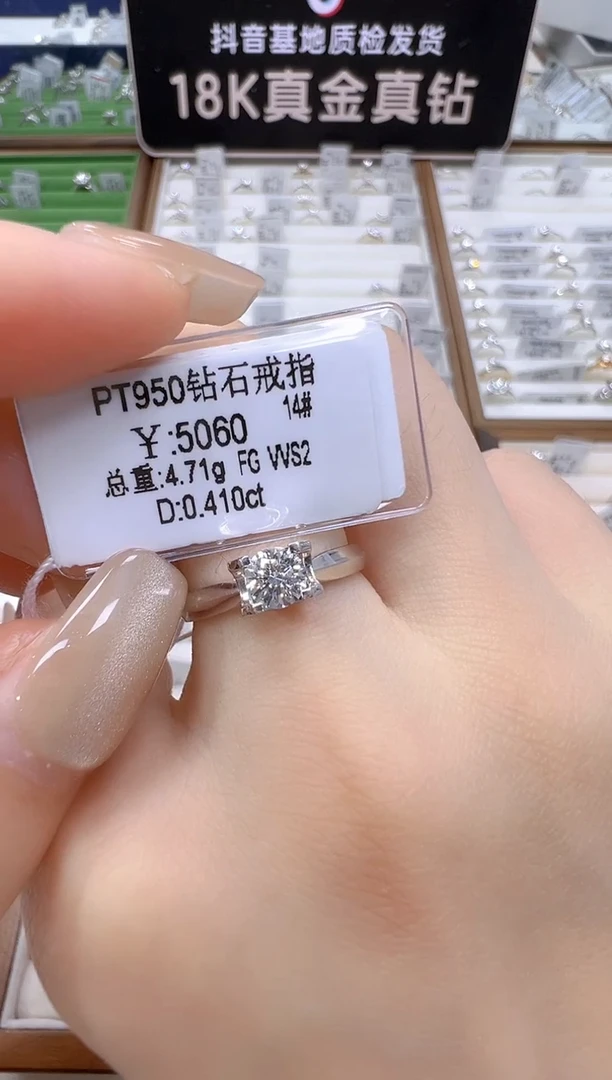 抖音基地质检发货
18K真金真钻
PT950钻石戒指
14#
￥:5060
总重:4.71g FG VVS2
D:0.410ct